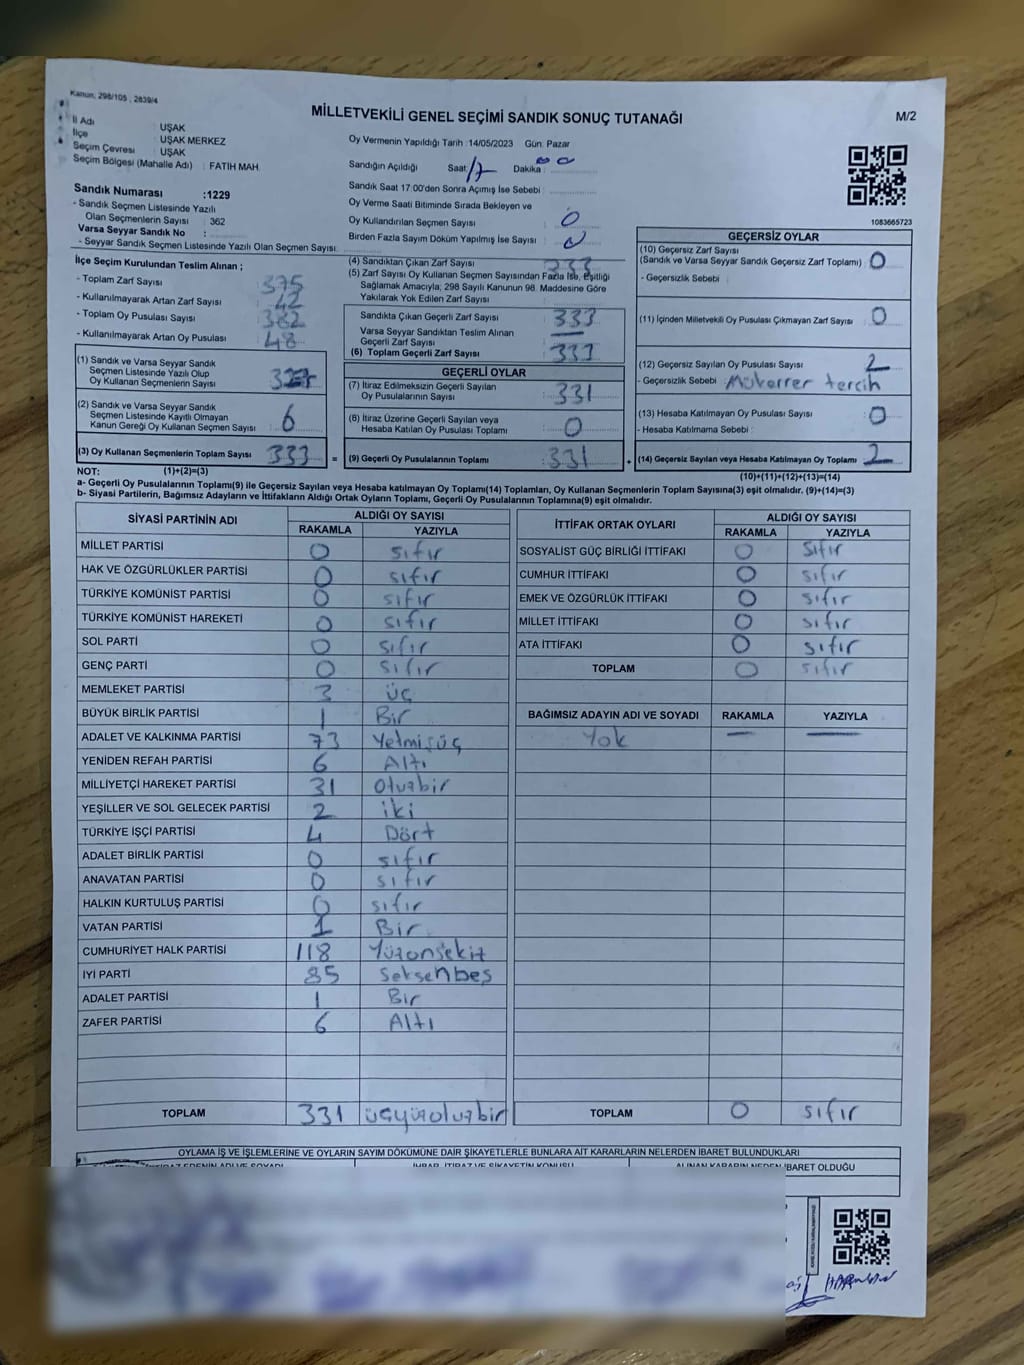 Kanun, 298/105 , 2839/4
MİLLETVEKİLİ GENEL SEÇİMİ SANDIK SONUÇ TUTANAĞI
M/2
İl Adı : UŞAK
İlçe : UŞAK MERKEZ
Seçim Çevresi : UŞAK
Seçim Bölgesi (Mahalle Adı) : FATİH MAH.
Sandık Numarası :1229
- Sandık Seçmen Listesinde Yazılı
Olan Seçmenlerin Sayısı : 362
Varsa Seyyar Sandık No :
- Seyyar Sandık Seçmen Listesinde Yazılı Olan Seçmen Sayısı:
Oy Vermenin Yapıldığı Tarih :14/05/2023 Gün: Pazar
Sandığın Açıldığı Saat: 17 Dakika: 00
Sandık Saat 17:00'den Sonra Açımış İse Sebebi :
Oy Verme Saati Bitiminde Sırada Bekleyen ve
Oy Kullandırılan Seçmen Sayısı : 0
Birden Fazla Sayım Döküm Yapılmış İse Sayısı : 0
1083665723
İlçe Seçim Kurulundan Teslim Alınan ;
- Toplam Zarf Sayısı : 375
- Kullanılmayarak Artan Zarf Sayısı : 42
- Toplam Oy Pusulası Sayısı : 382
- Kullanılmayarak Artan Oy Pusulası : 48
(1) Sandık ve Varsa Seyyar Sandık
Seçmen Listesinde Yazılı Olup
Oy Kullanan Seçmenlerin Sayısı : 327
(2) Sandık ve Varsa Seyyar Sandık
Seçmen Listesinde Kayıtlı Olmayan
Kanun Gereği Oy Kullanan Seçmen Sayısı : 6
(3) Oy Kullanan Seçmenlerin Toplam Sayısı : 333
(4) Sandıktan Çıkan Zarf Sayısı : 333
(5) Zarf Sayısı Oy Kullanan Seçmen Sayısından Fazla İse, Eşitliği
Sağlamak Amacıyla; 298 Sayılı Kanunun 98. Maddesine Göre
Yakılarak Yok Edilen Zarf Sayısı :
Sandıkta Çıkan Geçerli Zarf Sayısı : 333
Varsa Seyyar Sandıktan Teslim Alınan
Geçerli Zarf Sayısı : —
(6) Toplam Geçerli Zarf Sayısı : 333
GEÇERLİ OYLAR
(7) İtiraz Edilmeksizin Geçerli Sayılan
Oy Pusulalarının Sayısı : 331
(8) İtiraz Üzerine Geçerli Sayılan veya
Hesaba Katılan Oy Pusulası Toplamı : 0
= (9) Geçerli Oy Pusulalarının Toplamı : 331
GEÇERSİZ OYLAR
(10) Geçersiz Zarf Sayısı
(Sandık ve Varsa Seyyar Sandık Geçersiz Zarf Toplamı) : 0
- Geçersizlik Sebebi :
(11) İçinden Milletvekili Oy Pusulası Çıkmayan Zarf Sayısı : 0
(12) Geçersiz Sayılan Oy Pusulası Sayısı : 2
- Geçersizlik Sebebi : Mükerrer tercih
(13) Hesaba Katılmayan Oy Pusulası Sayısı : 0
- Hesaba Katılmama Sebebi :
+ (14) Geçersiz Sayılan veya Hesaba Katılmayan Oy Toplamı : 2
NOT: (1)+(2)=(3) (10)+(11)+(12)+(13)=(14)
a- Geçerli Oy Pusulalarının Toplamı(9) ile Geçersiz Sayılan veya Hesaba katılmayan Oy Toplamı(14) Toplamları, Oy Kullanan Seçmenlerin Toplam Sayısına(3) eşit olmalıdır. (9)+(14)=(3)
b- Siyasi Partilerin, Bağımsız Adayların ve İttifakların Aldığı Ortak Oyların Toplamı, Geçerli Oy Pusulalarının Toplamına(9) eşit olmalıdır.
SİYASİ PARTİNİN ADI ALDIĞI OY SAYISI
RAKAMLA YAZIYLA
MİLLET PARTİSİ 0 sıfır
HAK VE ÖZGÜRLÜKLER PARTİSİ 0 sıfır
TÜRKİYE KOMÜNİST PARTİSİ 0 sıfır
TÜRKİYE KOMÜNİST HAREKETİ 0 sıfır
SOL PARTİ 0 sıfır
GENÇ PARTİ 0 sıfır
MEMLEKET PARTİSİ 3 üç
BÜYÜK BİRLİK PARTİSİ 1 Bir
ADALET VE KALKINMA PARTİSİ 73 Yetmişüç
YENİDEN REFAH PARTİSİ 6 Altı
MİLLİYETÇİ HAREKET PARTİSİ 31 Otuzbir
YEŞİLLER VE SOL GELECEK PARTİSİ 2 iki
TÜRKİYE İŞÇİ PARTİSİ 4 Dört
ADALET BİRLİK PARTİSİ 0 sıfır
ANAVATAN PARTİSİ 0 sıfır
HALKIN KURTULUŞ PARTİSİ 0 sıfır
VATAN PARTİSİ 1 Bir
CUMHURİYET HALK PARTİSİ 118 Yüzonsekiz
İYİ PARTİ 85 Seksenbeş
ADALET PARTİSİ 1 Bir
ZAFER PARTİSİ 6 Altı
TOPLAM 331 üçyüzotuzbir
İTTİFAK ORTAK OYLARI ALDIĞI OY SAYISI
RAKAMLA YAZIYLA
SOSYALİST GÜÇ BİRLİĞİ İTTİFAKI 0 sıfır
CUMHUR İTTİFAKI 0 sıfır
EMEK VE ÖZGÜRLÜK İTTİFAKI 0 sıfır
MİLLET İTTİFAKI 0 sıfır
ATA İTTİFAKI 0 sıfır
TOPLAM 0 sıfır
BAĞIMSIZ ADAYIN ADI VE SOYADI RAKAMLA YAZIYLA
Yok — —
TOPLAM 0 sıfır
OYLAMA İŞ VE İŞLEMLERİNE VE OYLARIN SAYIM DÖKÜMÜNE DAİR ŞİKAYETLERLE BUNLARA AİT KARARLARIN NELERDEN İBARET BULUNDUKLARI
İHBAR, İTİRAZ VE ŞİKAYETİN KONUSU ALINAN KARARIN NEDEN İBARET OLDUĞU